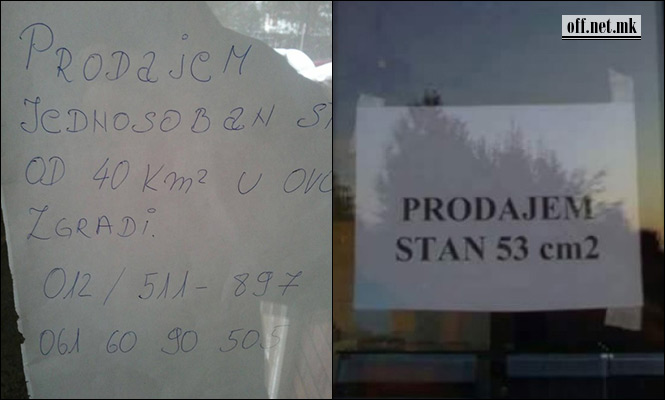 PRODAJEM
JEDNOSOBAN
OD 40 Km² U
ZGRADI.
012/511-897
061 60 90 505
off.net.mk
PRODAJEM
STAN 53 cm2